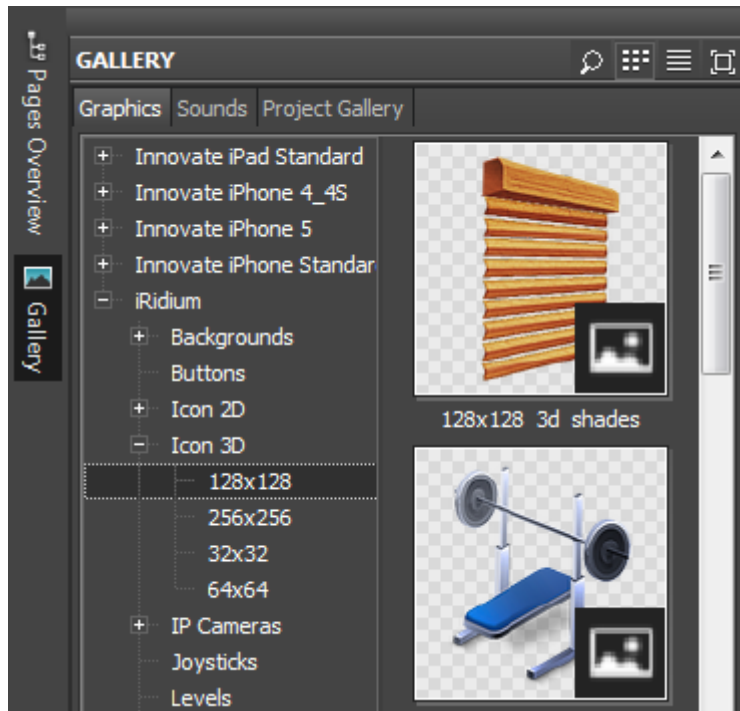 Pages Overview
Gallery
GALLERY
Graphics Sounds Project Gallery
Innovate iPad Standard
Innovate iPhone 4_4S
Innovate iPhone 5
Innovate iPhone Standar
iRidium
Backgrounds
Buttons
Icon 2D
Icon 3D
128x128
256x256
32x32
64x64
IP Cameras
Joysticks
Levels
128x128 3d shades